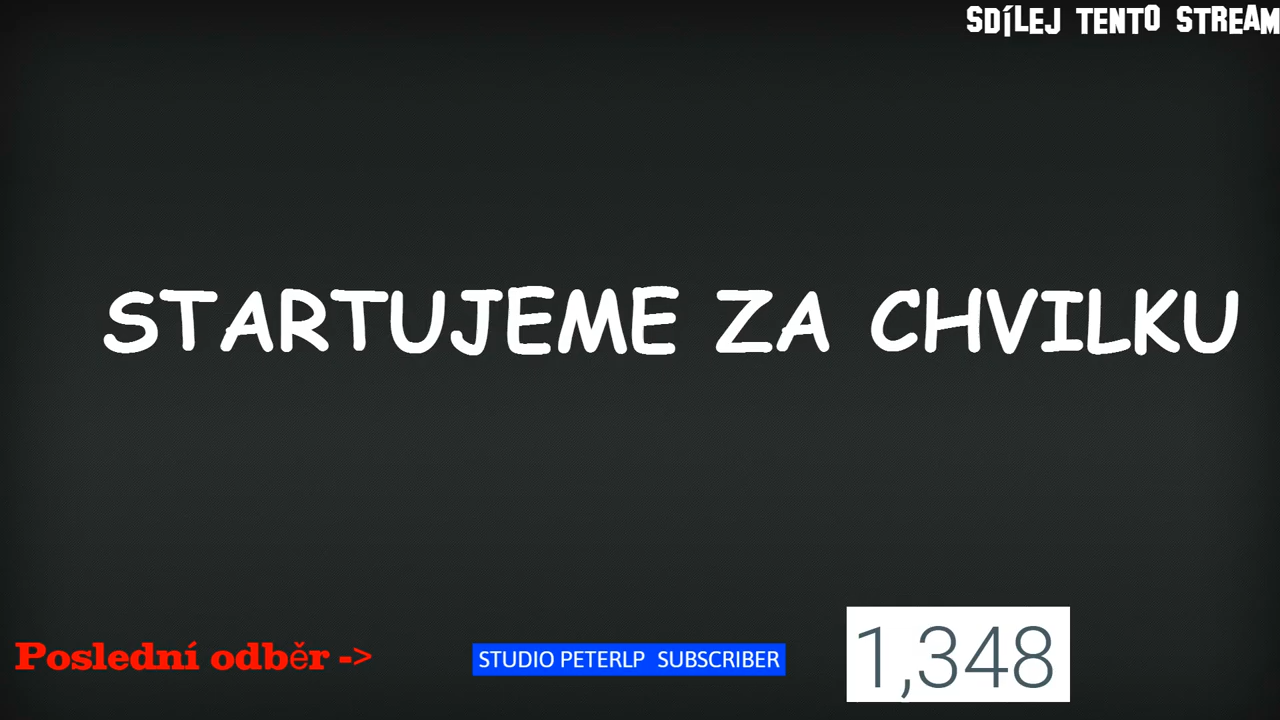 SDÍLEJ TENTO STREAM
STARTUJEME ZA CHVILKU
Poslední odběr ->
STUDIO PETERLP SUBSCRIBER
1,348